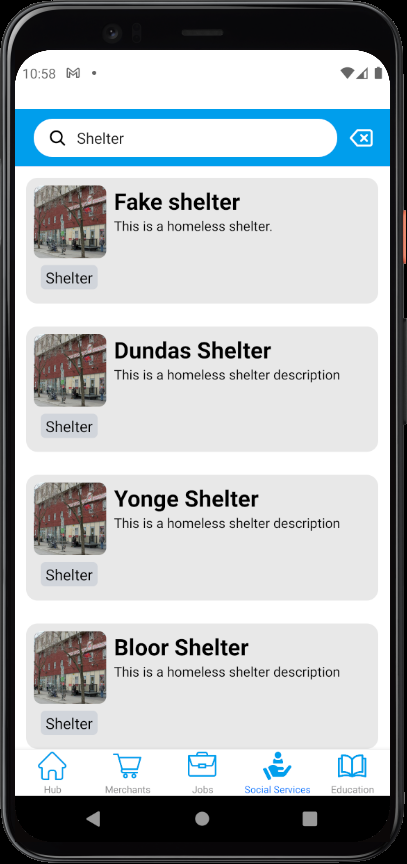 10:58
Shelter
Fake shelter
This is a homeless shelter.
Shelter
Dundas Shelter
This is a homeless shelter description
Shelter
Yonge Shelter
This is a homeless shelter description
Shelter
Bloor Shelter
This is a homeless shelter description
Shelter
Hub Merchants Jobs Social Services Education